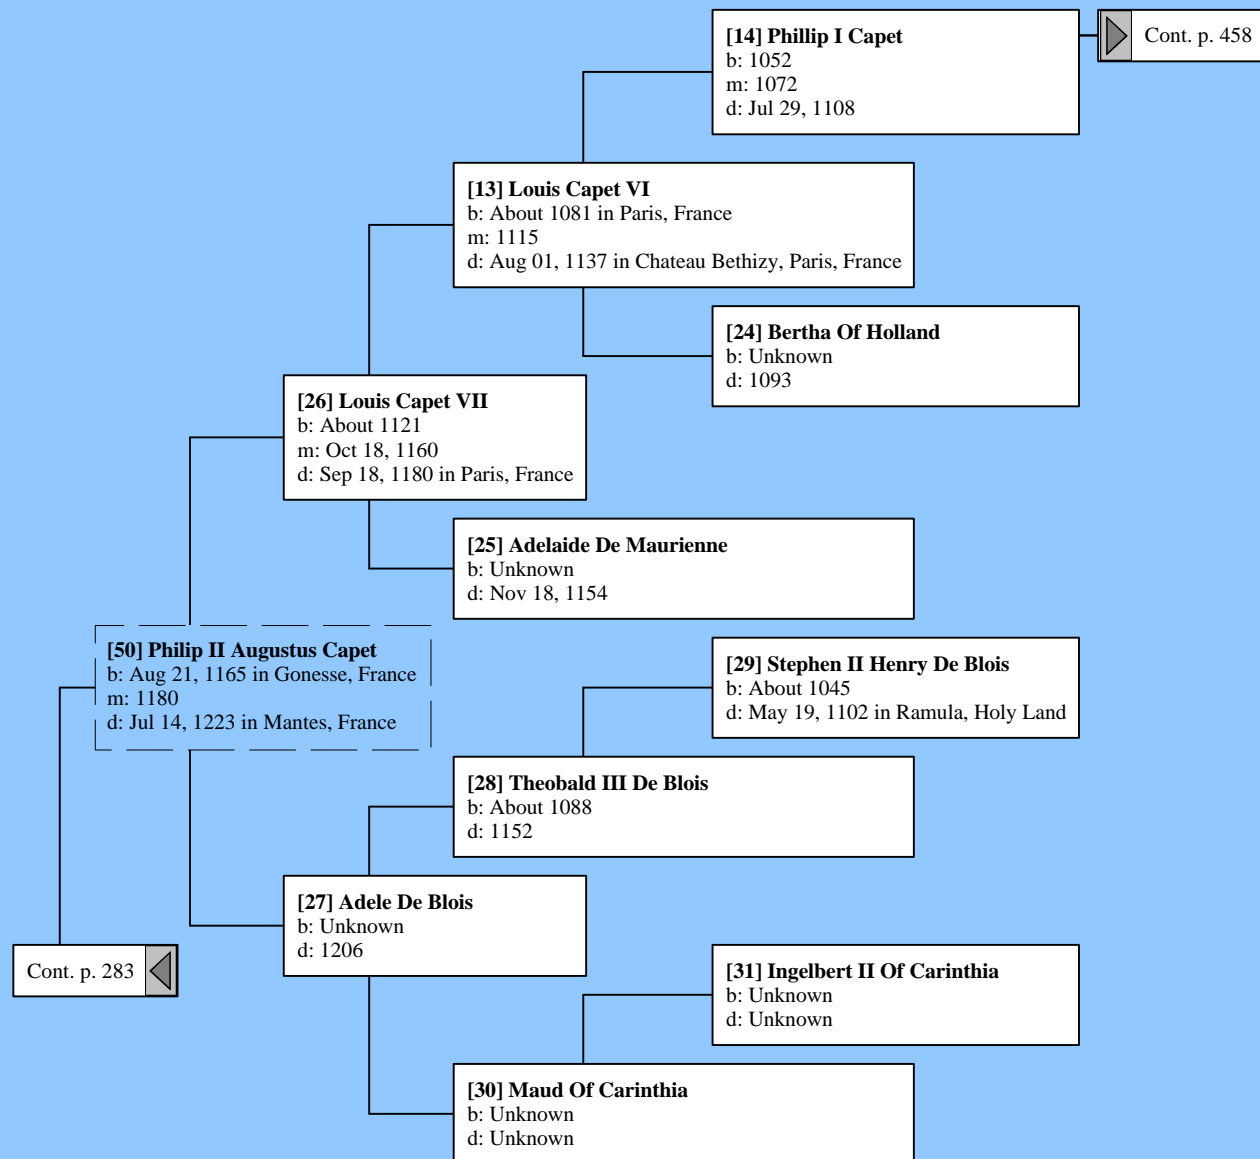 [14] Phillip I Capet
b: 1052
m: 1072
d: Jul 29, 1108
Cont. p. 458
[13] Louis Capet VI
b: About 1081 in Paris, France
m: 1115
d: Aug 01, 1137 in Chateau Bethizy, Paris, France
[24] Bertha Of Holland
b: Unknown
d: 1093
[26] Louis Capet VII
b: About 1121
m: Oct 18, 1160
d: Sep 18, 1180 in Paris, France
[25] Adelaide De Maurienne
b: Unknown
d: Nov 18, 1154
[50] Philip II Augustus Capet
b: Aug 21, 1165 in Gonesse, France
m: 1180
d: Jul 14, 1223 in Mantes, France
[29] Stephen II Henry De Blois
b: About 1045
d: May 19, 1102 in Ramula, Holy Land
[28] Theobald III De Blois
b: About 1088
d: 1152
[27] Adele De Blois
b: Unknown
d: 1206
Cont. p. 283
[31] Ingelbert II Of Carinthia
b: Unknown
d: Unknown
[30] Maud Of Carinthia
b: Unknown
d: Unknown